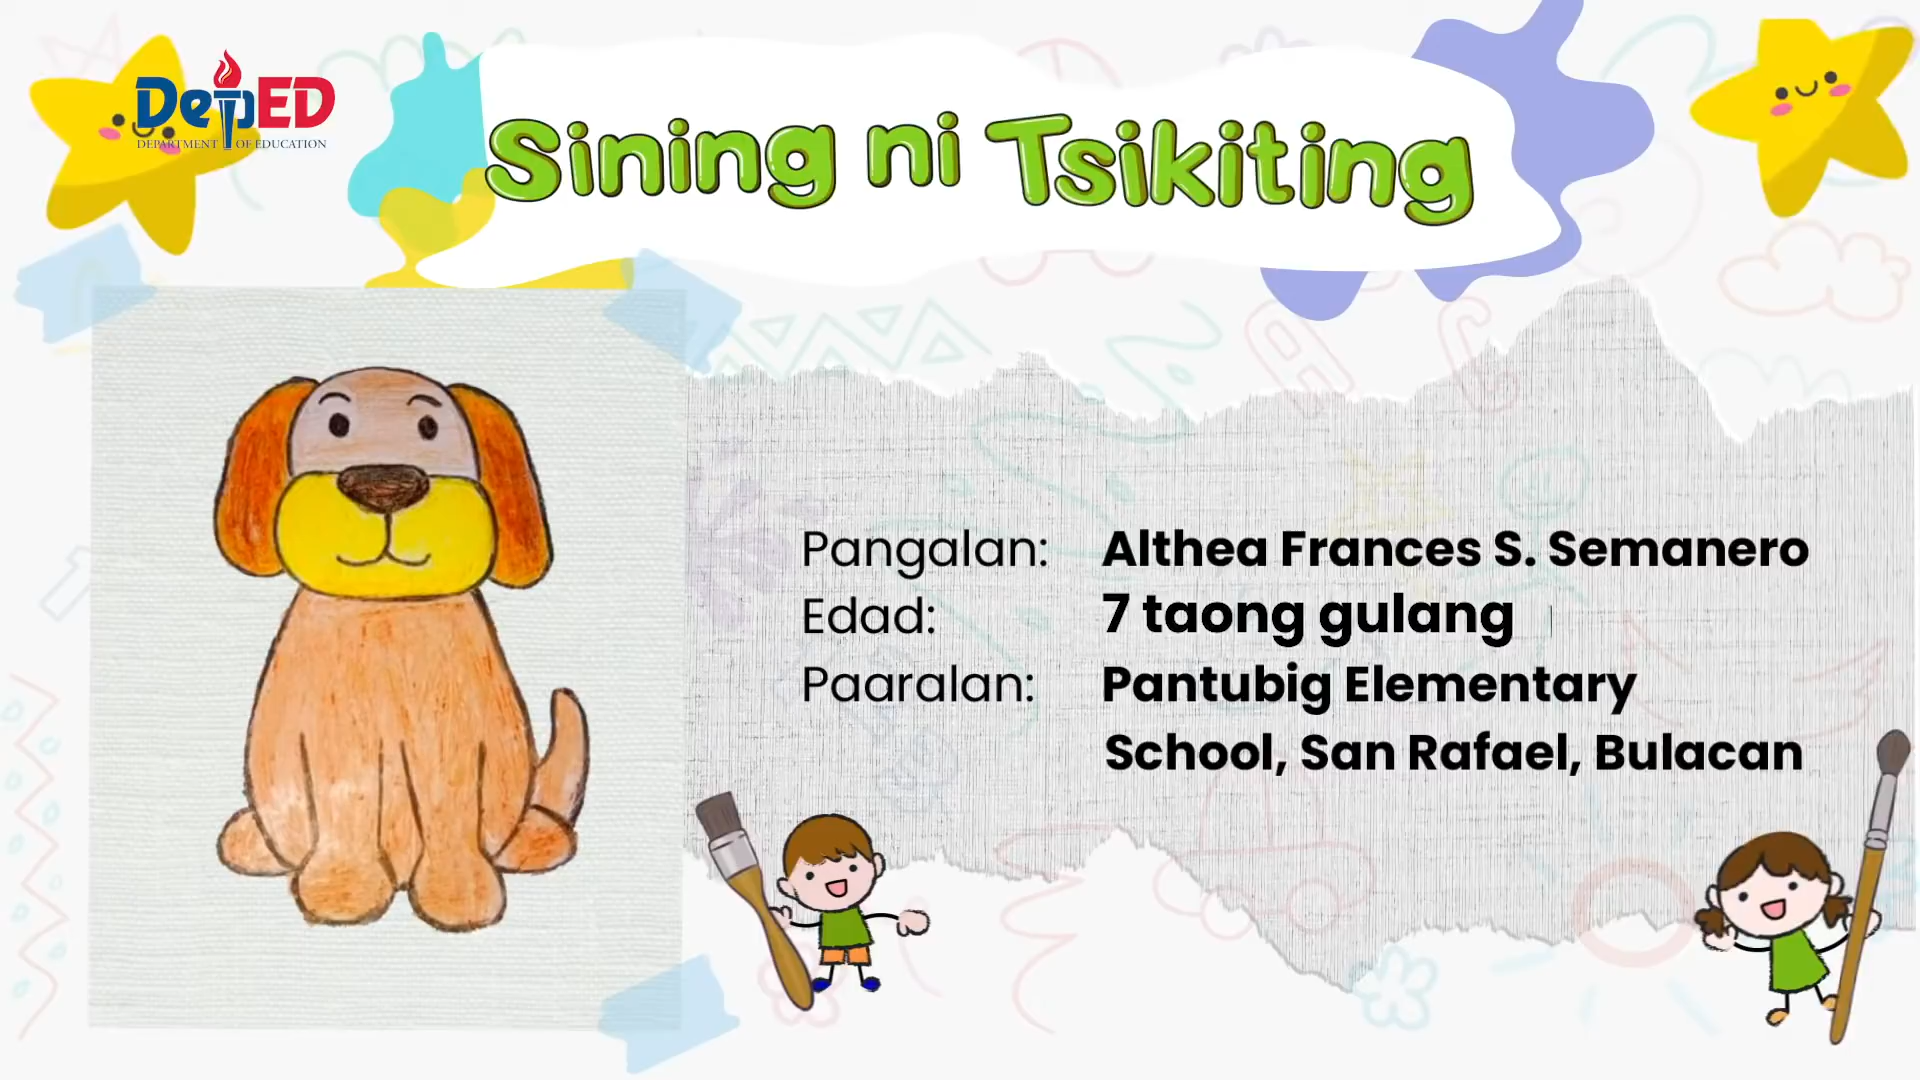 DepED
DEPARTMENT OF EDUCATION
Sining ni Tsikiting
Pangalan: Althea Frances S. Semanero
Edad: 7 taong gulang
Paaralan: Pantubig Elementary
School, San Rafael, Bulacan